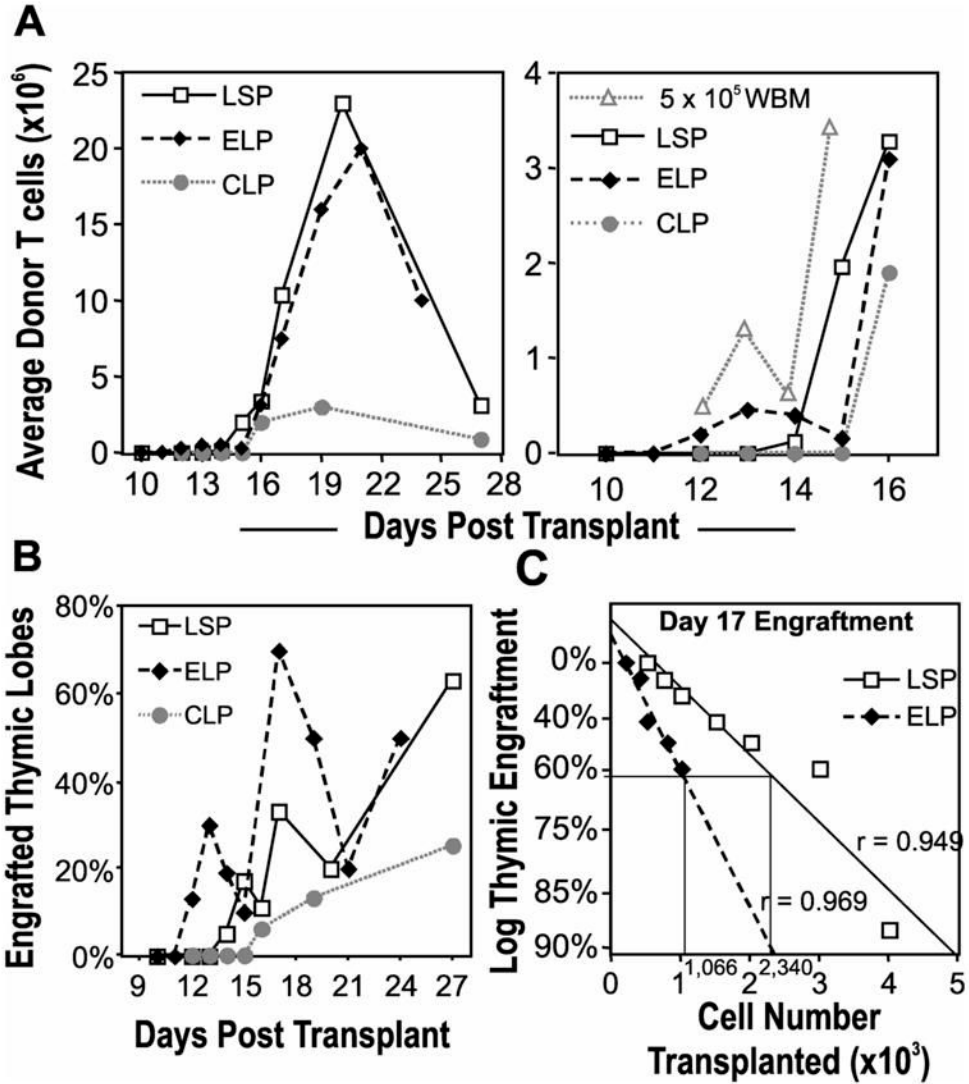 A
Average Donor T cells (x10⁶)
25
20
15
10
5
0
LSP
ELP
CLP
10 13 16 19 22 25 28
4
3
2
1
0
5 x 10⁵ WBM
LSP
ELP
CLP
10 12 14 16
Days Post Transplant
B
Engraffted Thymic Lobes
80%
60%
40%
20%
0%
LSP
ELP
CLP
9 12 15 18 21 24 27
Days Post Transplant
C
Log Thymic Engraftment
Day 17 Engraftment
0%
40%
60%
75%
85%
90%
LSP
ELP
r = 0.949
r = 0.969
1,066 2,340
0 1 2 3 4 5
Cell Number
Transplanted (x10³)